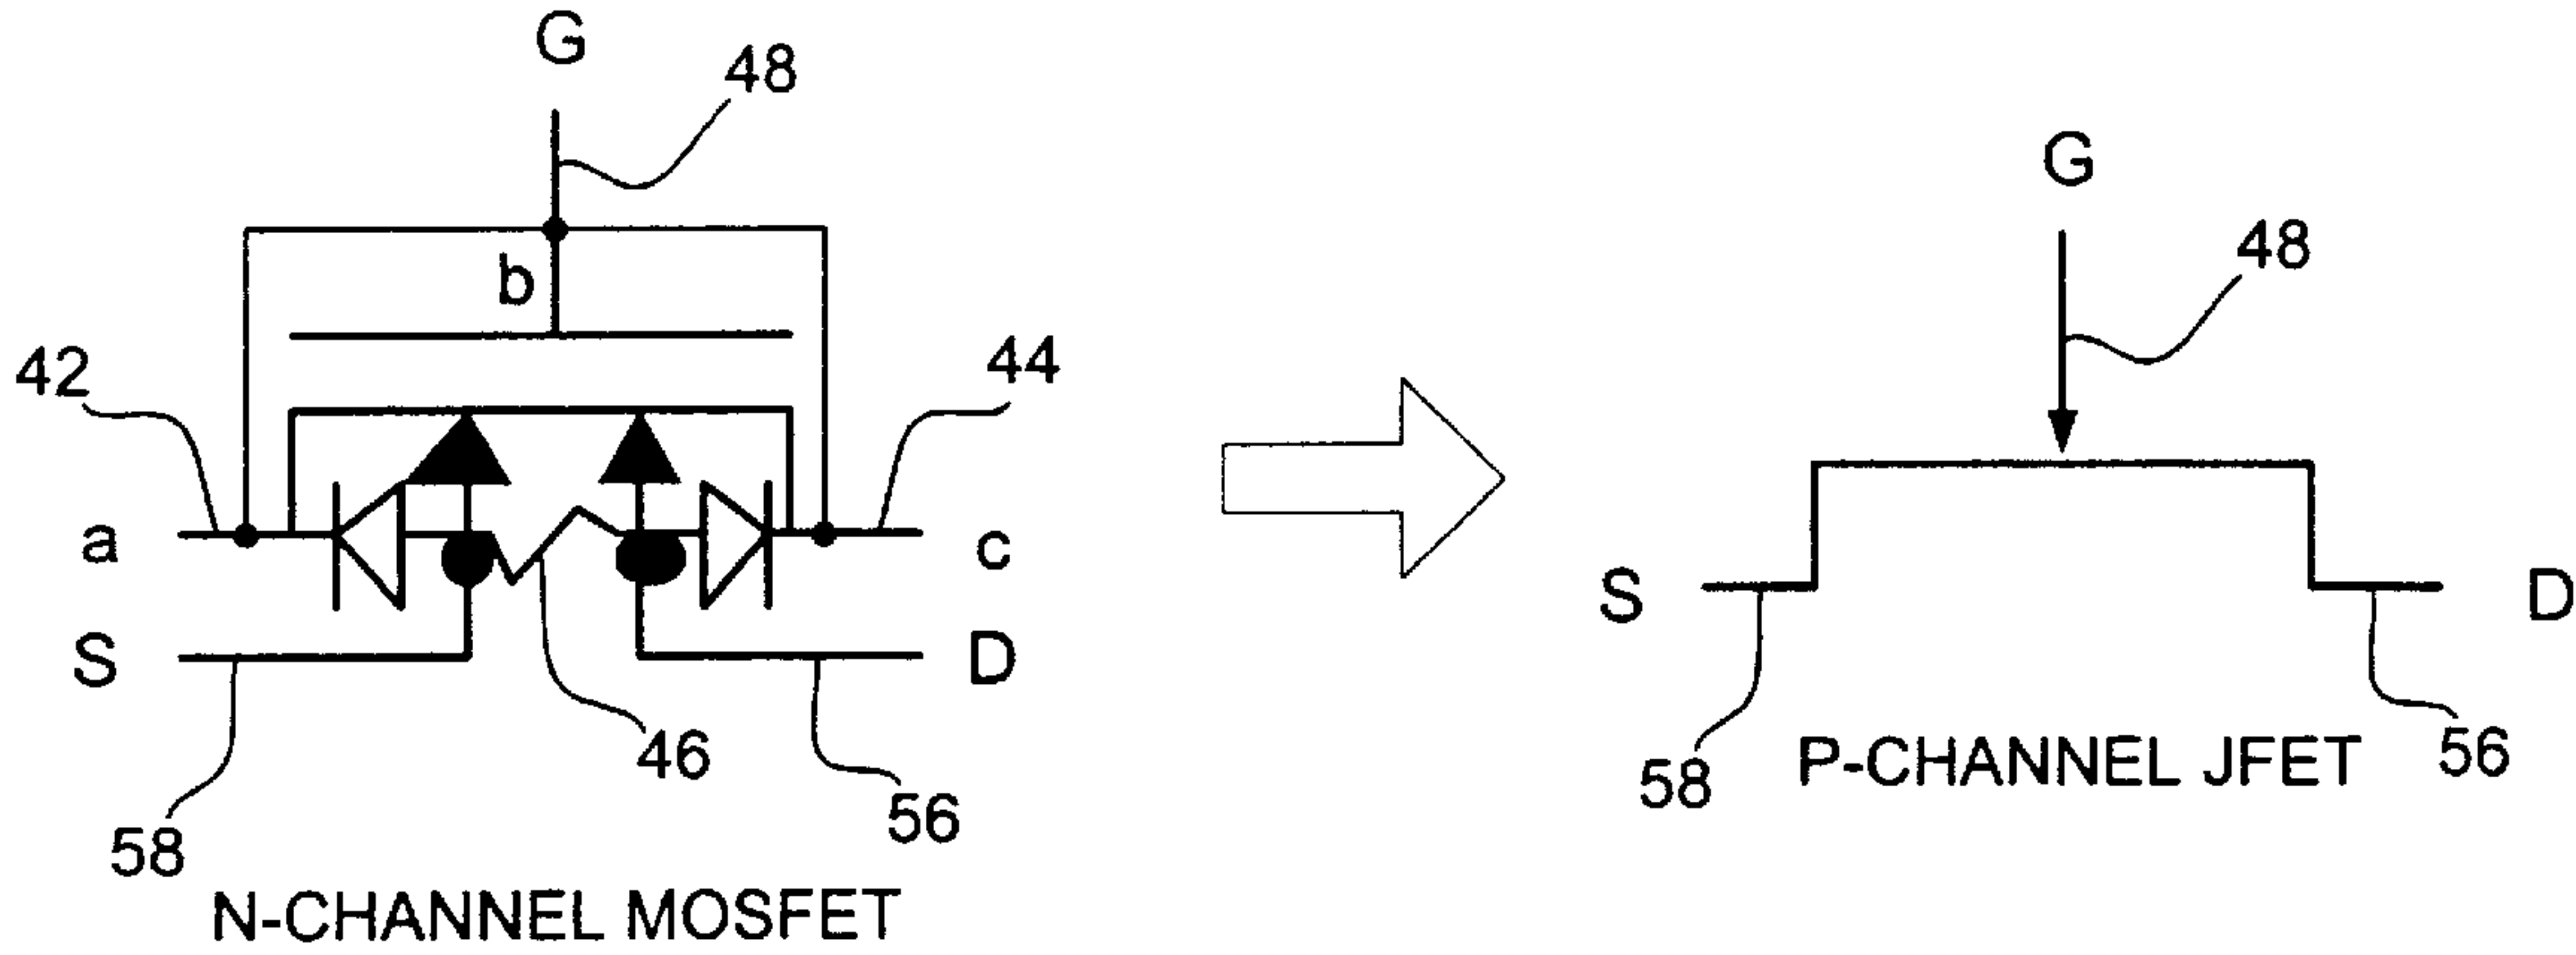 G
48
b
42
44
a
c
S
D
46
58
56
N-CHANNEL MOSFET
G
48
S
D
58
56
P-CHANNEL JFET